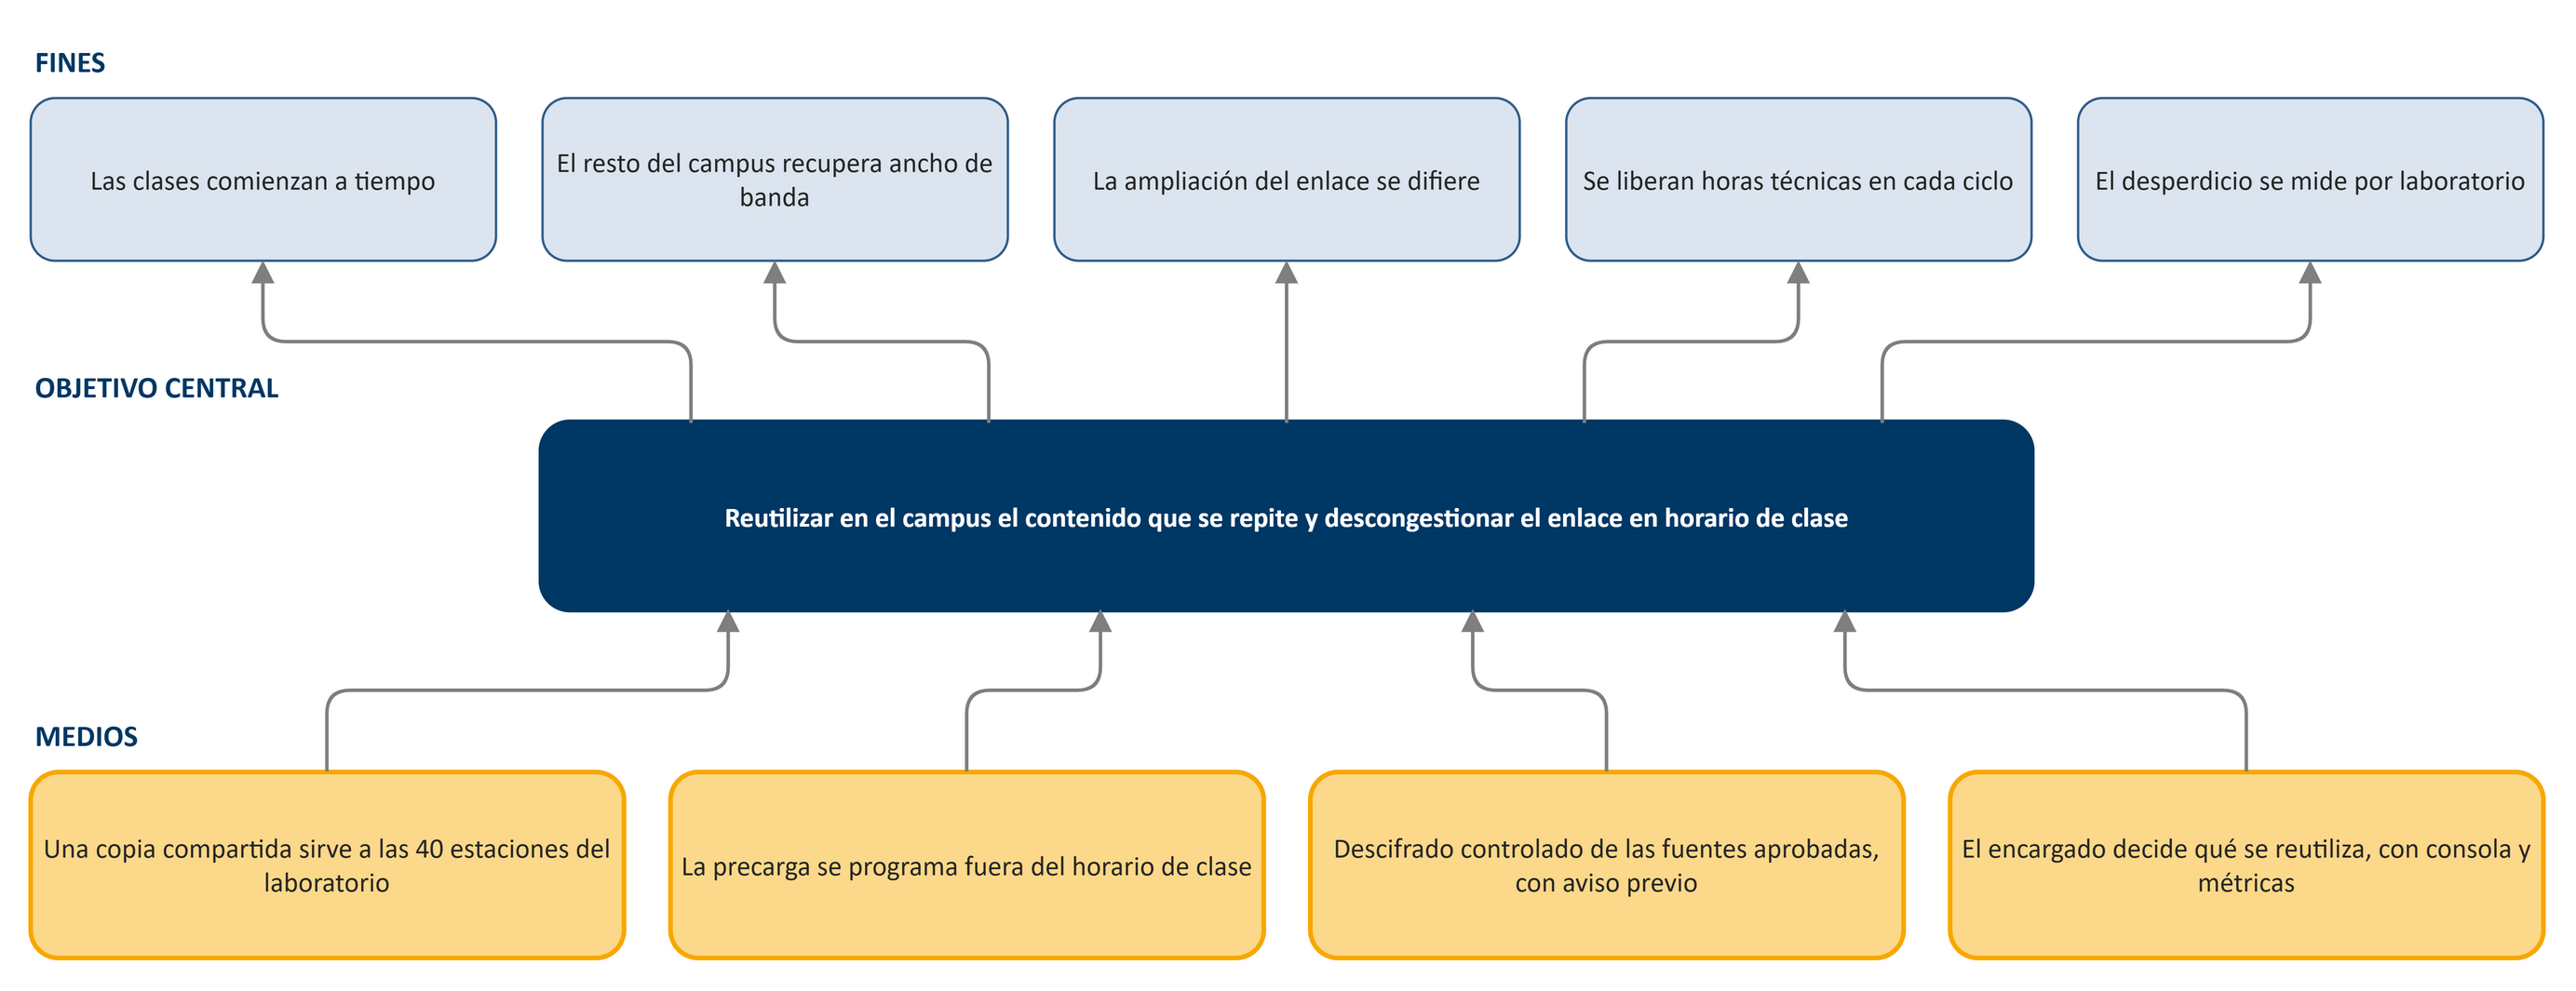 FINES
Las clases comienzan a tiempo
El resto del campus recupera ancho de
banda
La ampliación del enlace se difiere
Se liberan horas técnicas en cada ciclo
El desperdicio se mide por laboratorio
OBJETIVO CENTRAL
Reutilizar en el campus el contenido que se repite y descongestionar el enlace en horario de clase
MEDIOS
Una copia compartida sirve a las 40 estaciones del
laboratorio
La precarga se programa fuera del horario de clase
Descifrado controlado de las fuentes aprobadas,
con aviso previo
El encargado decide qué se reutiliza, con consola y
métricas